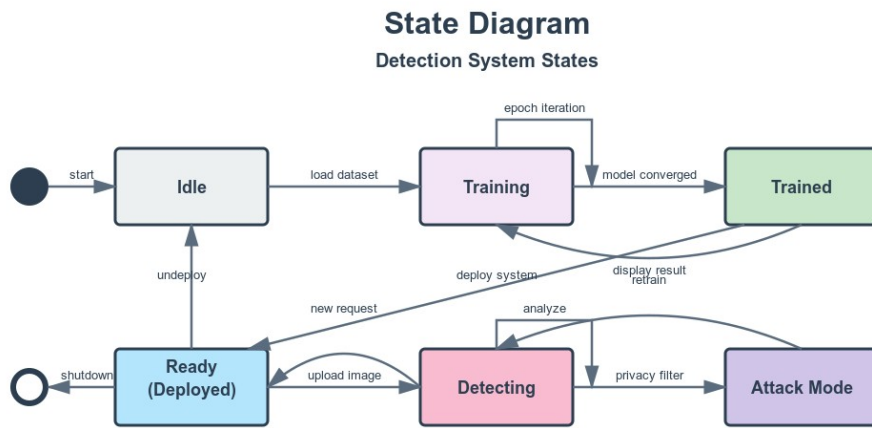 State Diagram
Detection System States
epoch iteration
start
Idle
load dataset
Training
model converged
Trained
undeploy
deploy system
display result
retrain
new request
analyze
shutdown
Ready
(Deployed)
upload image
Detecting
privacy filter
Attack Mode